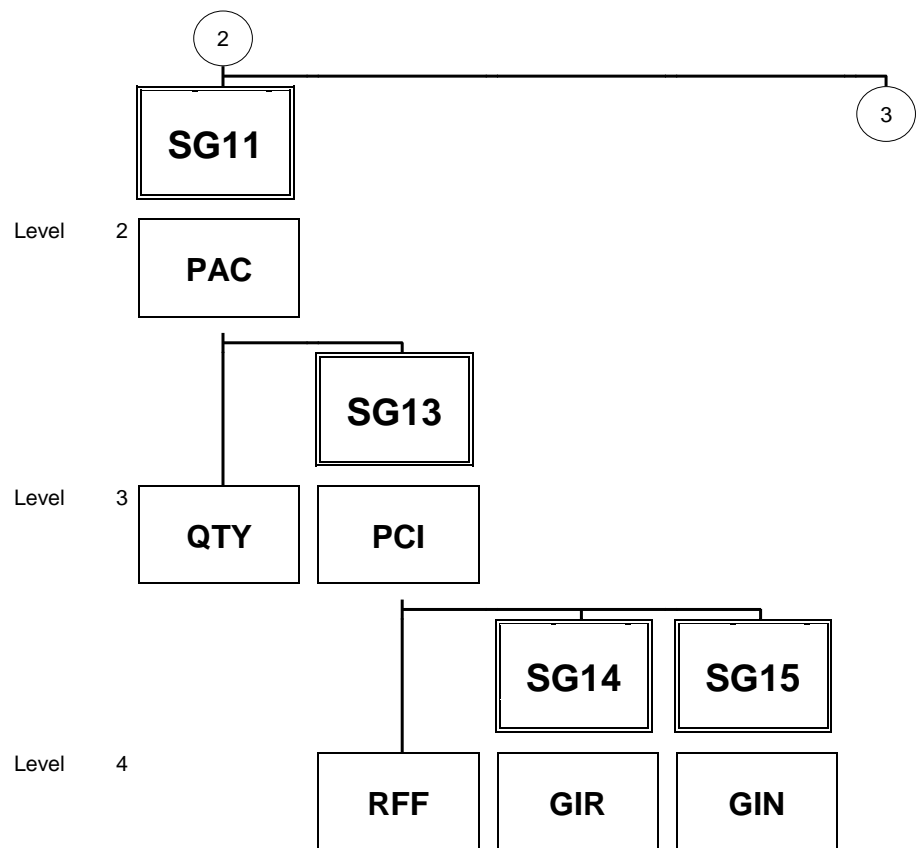 2
3
SG11
Level 2
PAC
SG13
Level 3
QTY PCI
SG14 SG15
Level 4
RFF GIR GIN